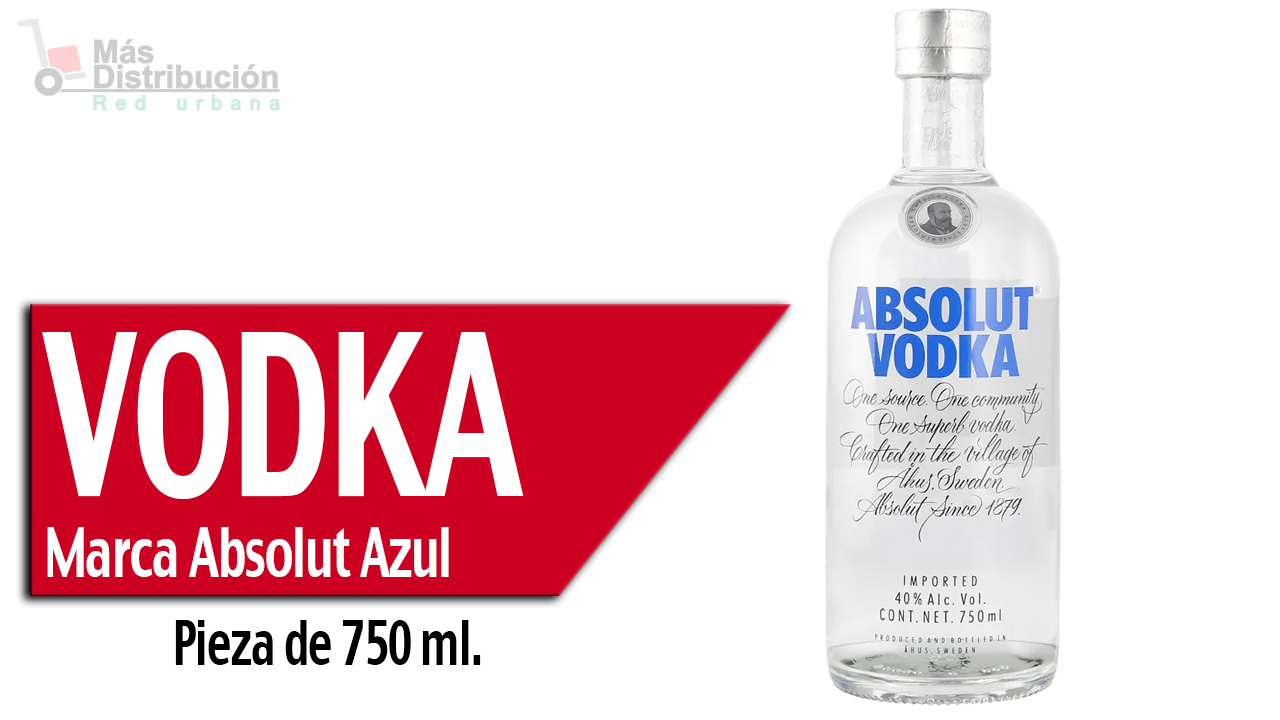 Más
Distribución
Red urbana
VODKA
Marca Absolut Azul
Pieza de 750 ml.
ABSOLUT
VODKA
One source. One community.
One superb vodka.
Crafted in the village of
Åhus, Sweden.
Absolut Since 1879.
IMPORTED
40% Alc. Vol.
CONT. NET. 750ml
PRODUCED AND BOTTLED IN
ÅHUS, SWEDEN